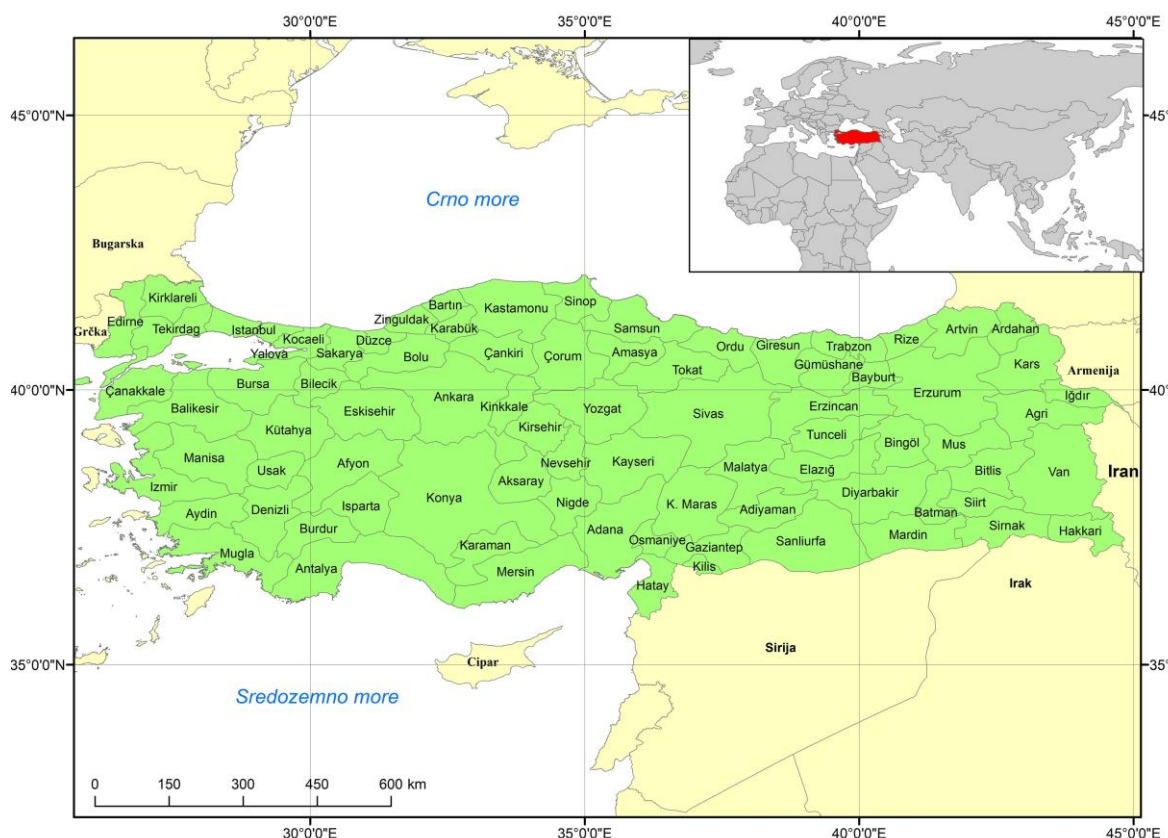 30°0'0"E 35°0'0"E 40°0'0"E 45°0'0"E
45°0'0"N
45°
Crno more
Bugarska
Kirklareli
Sinop
Bartın
Kastamonu
Zinguldak
Edirne
Grčka
Tekirdag
Istanbul
Kocaeli
Düzce
Karabük
Samsun
Artvin
Ardahan
Yalova
Sakarya
Bolu
Çankiri
Çorum
Amasya
Ordu
Giresun
Trabzon
Rize
Gümüshane
Kars
Armenija
Tokat
Bayburt
40°0'0"N
40°
Çanakkale
Bursa
Bilecik
Ankara
Erzurum
Iğdır
Balikesir
Eskisehir
Kinkkale
Yozgat
Sivas
Erzincan
Agri
Kütahya
Kirsehir
Tunceli
Bingöl
Mus
Manisa
Usak
Afyon
Nevsehir
Kayseri
Malatya
Elazığ
Bitlis
Van
Iran
Izmir
Aksaray
Konya
Diyarbakir
Aydin
Denizli
Isparta
Nigde
K. Maras
Adiyaman
Batman
Siirt
Burdur
Adana
Osmaniye
Gaziantep
Sanliurfa
Mardin
Sirnak
Hakkari
Mugla
Antalya
Karaman
Mersin
Kilis
Hatay
Irak
Sirija
Cipar
35°0'0"N
35°
Sredozemno more
0 150 300 450 600 km
30°0'0"E 35°0'0"E 40°0'0"E 45°0'0"E